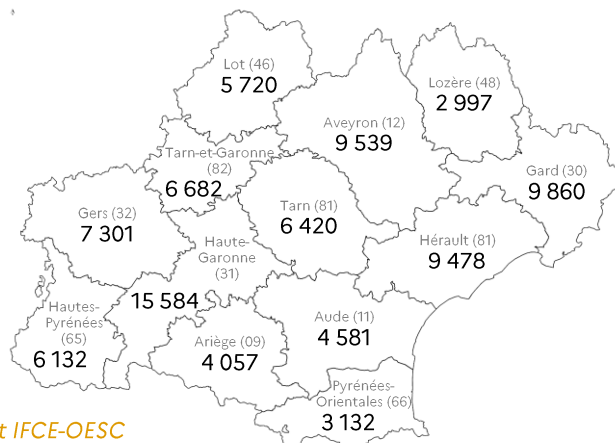 Lot (46)
5 720
Lozère (48)
2 997
Aveyron (12)
9 539
Tarn-et-Garonne
(82)
6 682
Gard (30)
9 860
Tarn (81)
6 420
Gers (32)
7 301
Haute-
Garonne
(31)
15 584
Hérault (81)
9 478
Hautes-
Pyrénées
(65)
6 132
Ariège (09)
4 057
Aude (11)
4 581
Pyrénées-
Orientales (66)
3 132
t IFCE-OESC